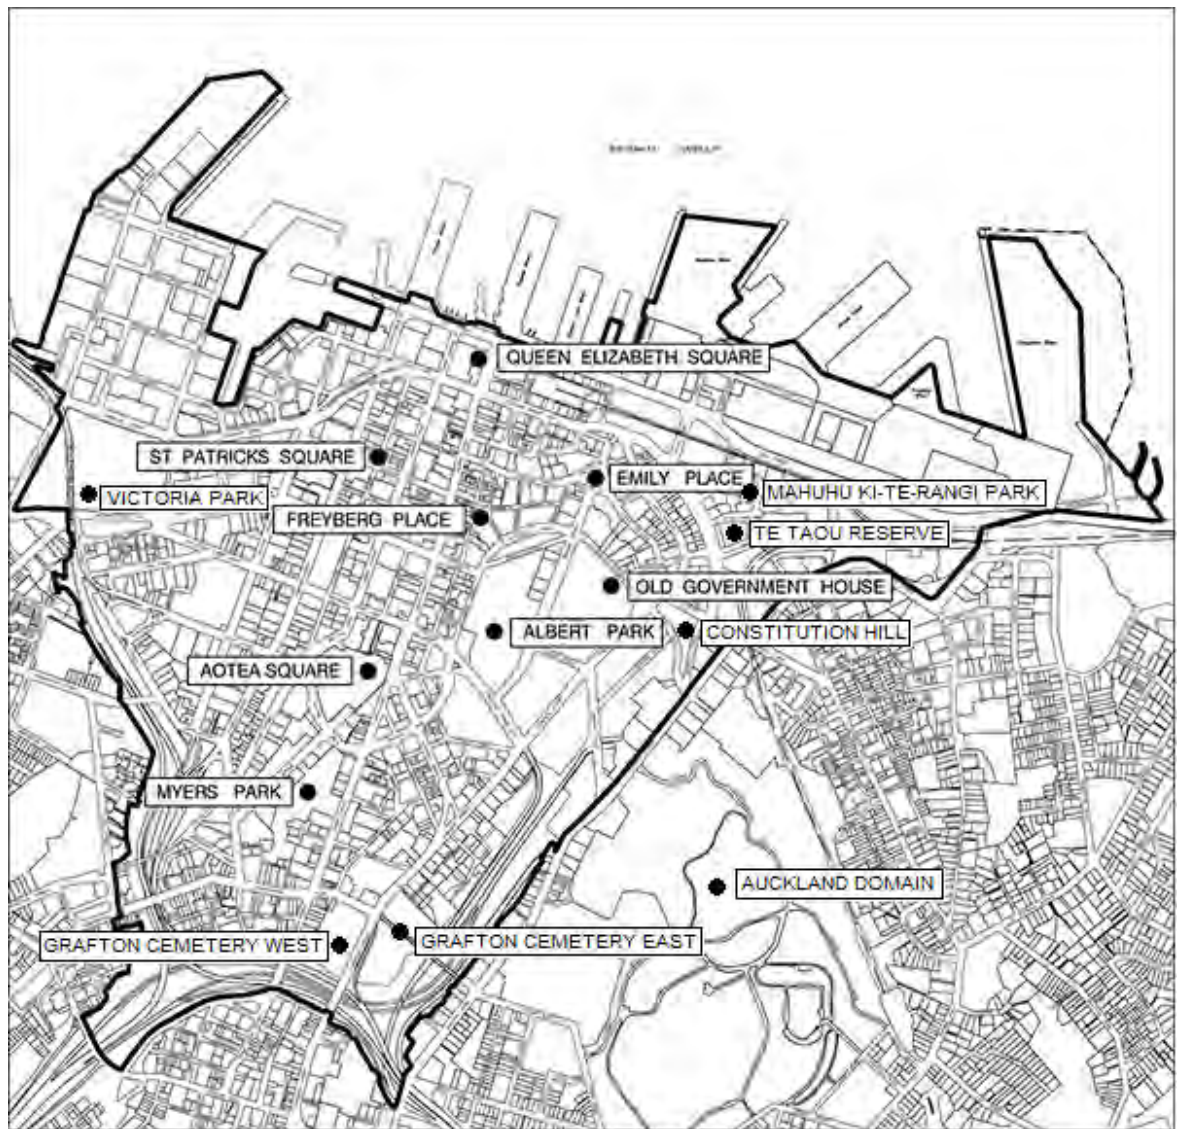 QUEEN ELIZABETH SQUARE
ST PATRICKS SQUARE
EMILY PLACE
VICTORIA PARK
MAHUHU KI-TE-RANGI PARK
FREYBERG PLACE
TE TAOU RESERVE
OLD GOVERNMENT HOUSE
ALBERT PARK
CONSTITUTION HILL
AOTEA SQUARE
MYERS PARK
AUCKLAND DOMAIN
GRAFTON CEMETERY WEST
GRAFTON CEMETERY EAST